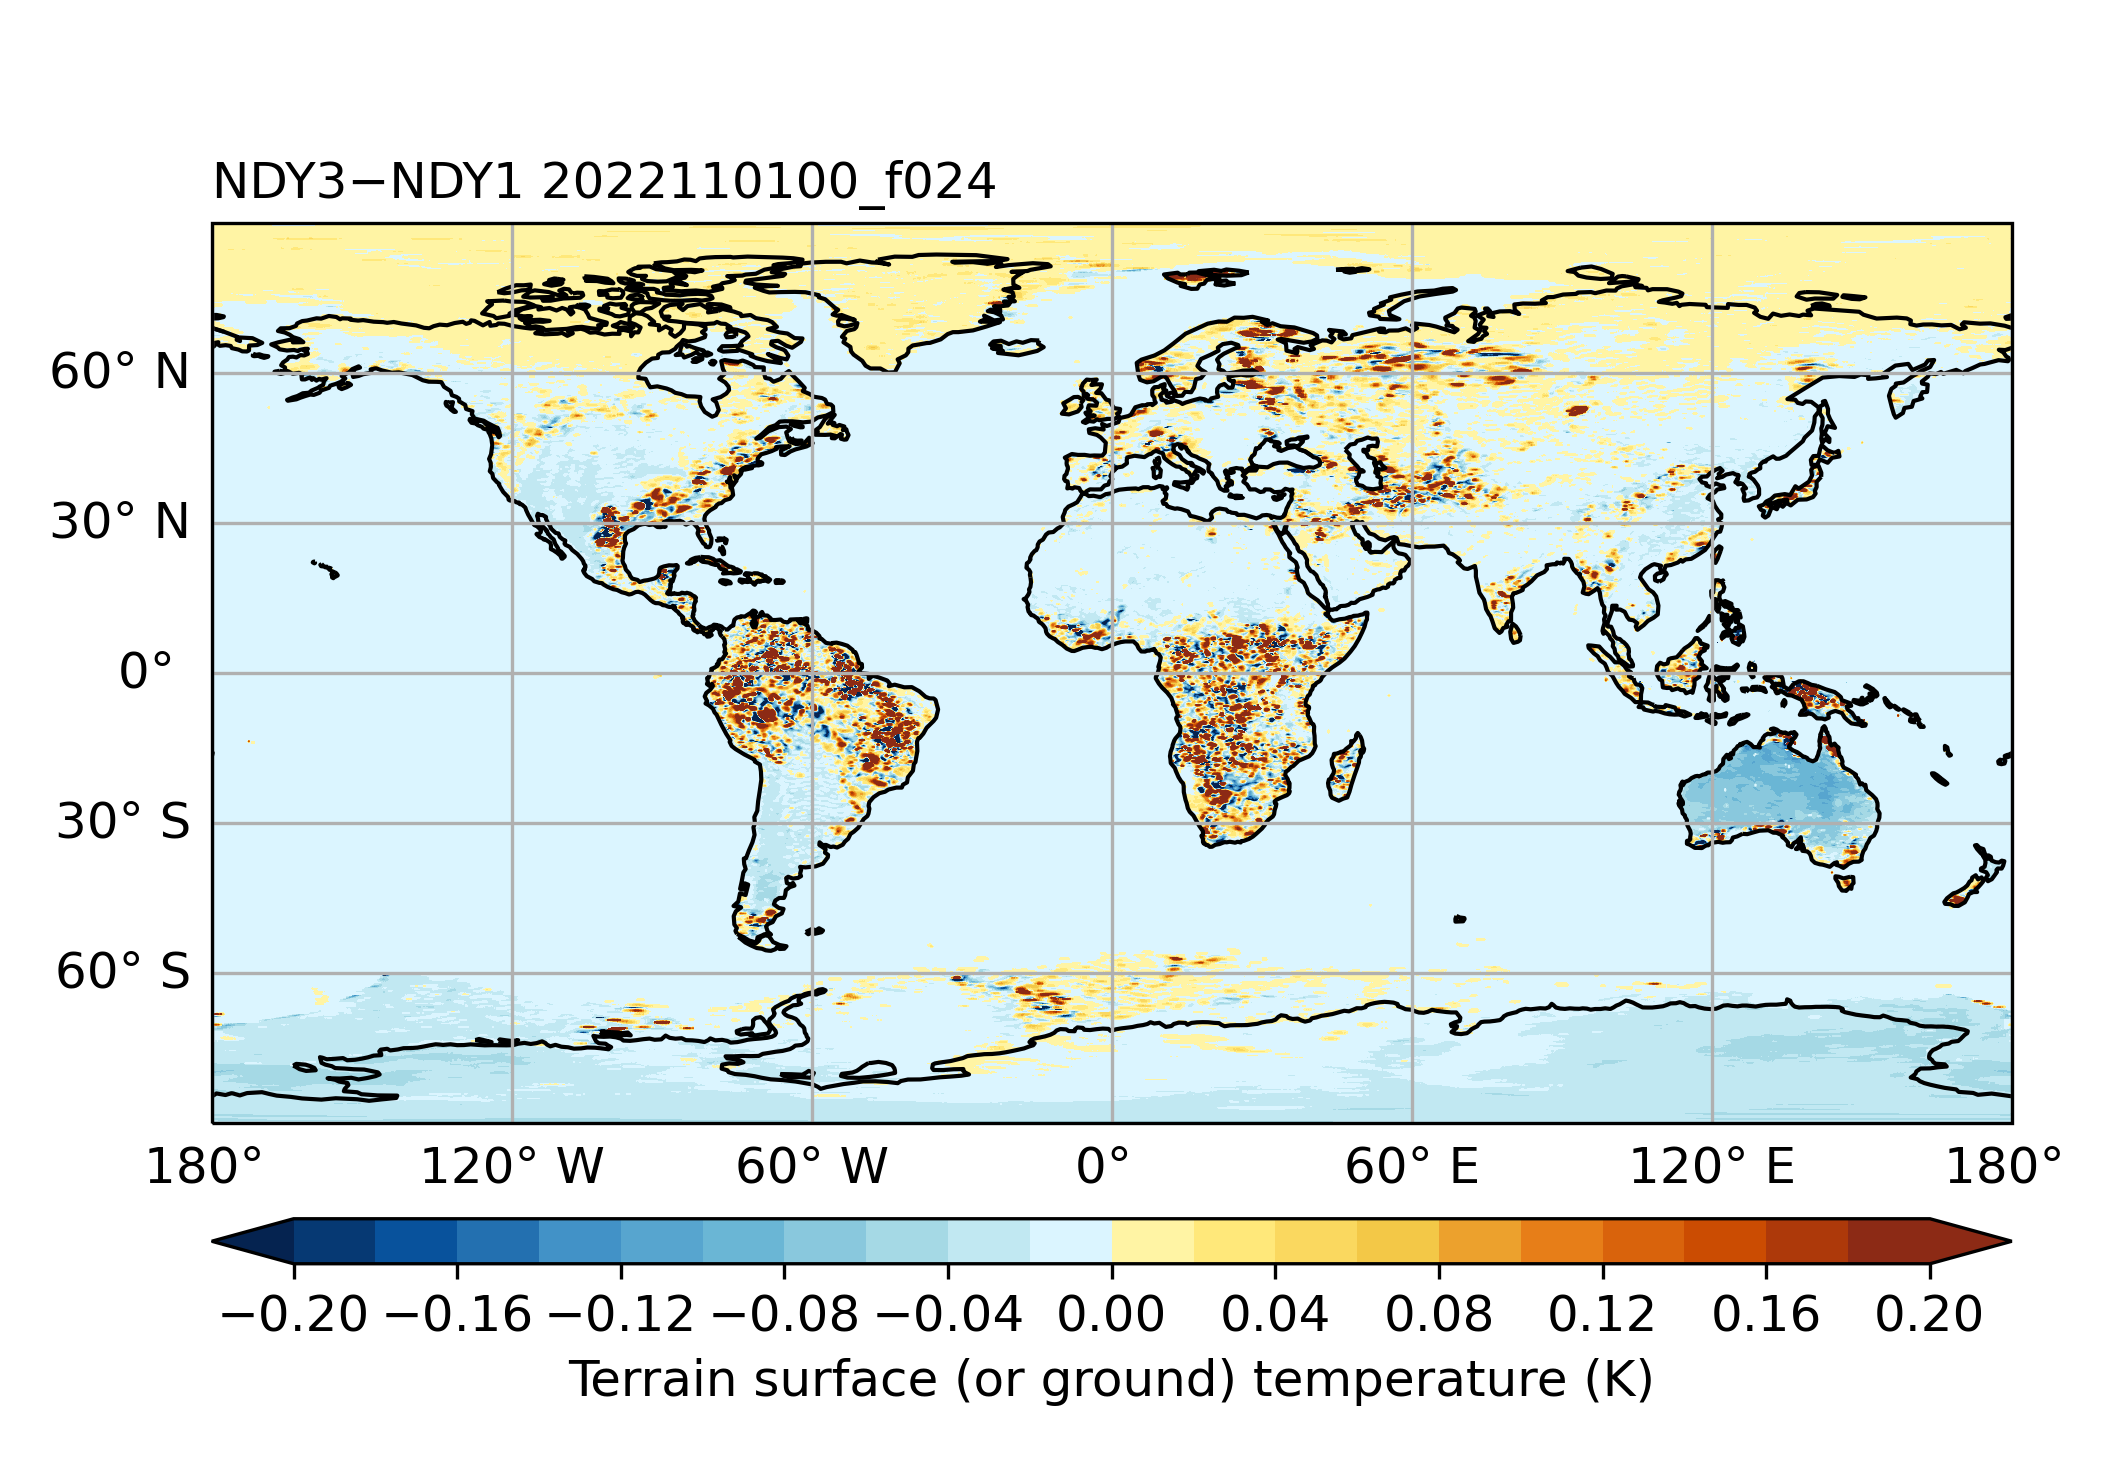 NDY3−NDY1 2022110100_f024
60° N
30° N
0°
30° S
60° S
180° 120° W 60° W 0° 60° E 120° E 180°
−0.20 −0.16 −0.12 −0.08 −0.04 0.00 0.04 0.08 0.12 0.16 0.20
Terrain surface (or ground) temperature (K)